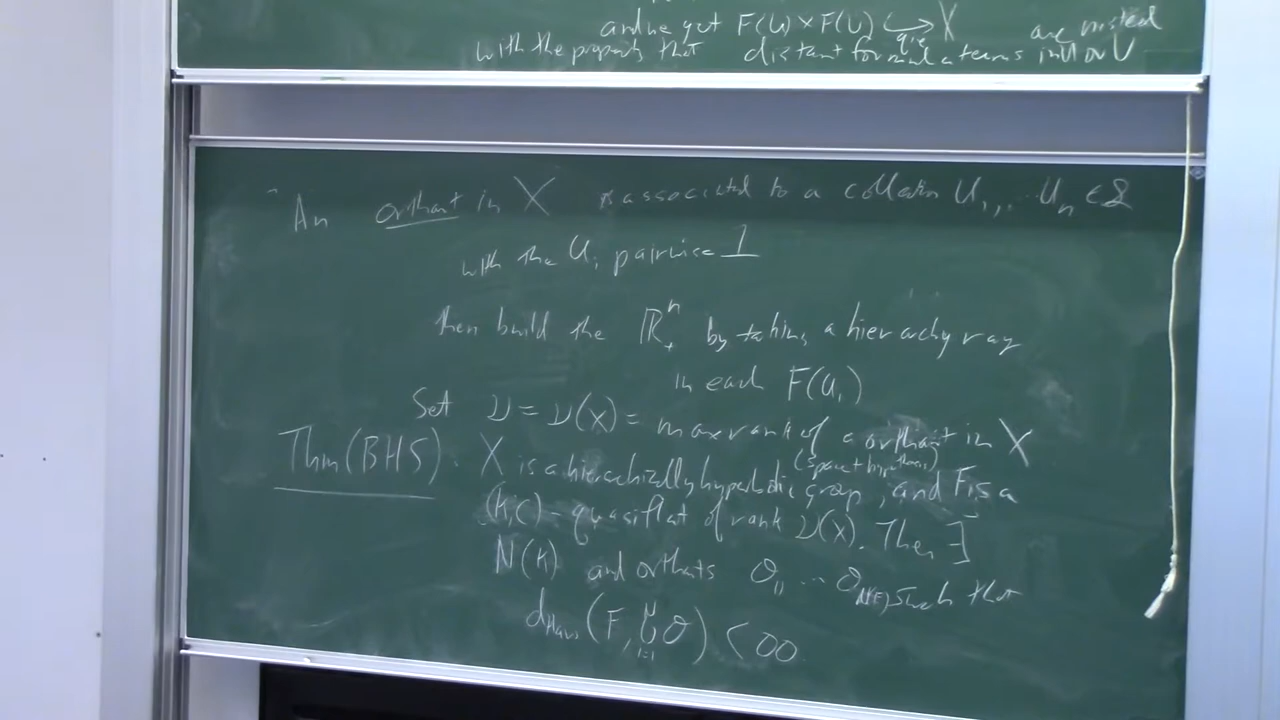 and we get F(U) × F(V) ↪ X are nested
with the property that q.i.e. distant formula terms in U or V
An orthant in X is associated to a collection U₁,... Uₙ ∈ 𝔖
with the Uᵢ pairwise ⊥
then build the ℝ₊ⁿ by taking a hierarchy ray
in each F(Uᵢ)
Set ν = ν(X) = max rank of a orthant in X
Thm (BHS). X is a hierarchically hyperbolic group, and F is a
(K,C)-quasiflat of rank ν(X). Then ∃
N(K) and orthants O₁, ... O_N(K) such that
d_Haus (F, ∪ᵢ₌₁ᴺ O) < ∞